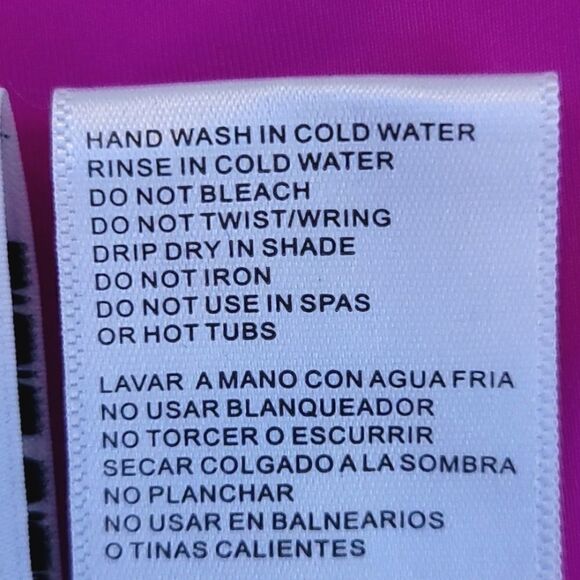 HAND WASH IN COLD WATER
RINSE IN COLD WATER
DO NOT BLEACH
DO NOT TWIST/WRING
DRIP DRY IN SHADE
DO NOT IRON
DO NOT USE IN SPAS
OR HOT TUBS
LAVAR A MANO CON AGUA FRIA
NO USAR BLANQUEADOR
NO TORCER O ESCURRIR
SECAR COLGADO A LA SOMBRA
NO PLANCHAR
NO USAR EN BALNEARIOS
O TINAS CALIENTES